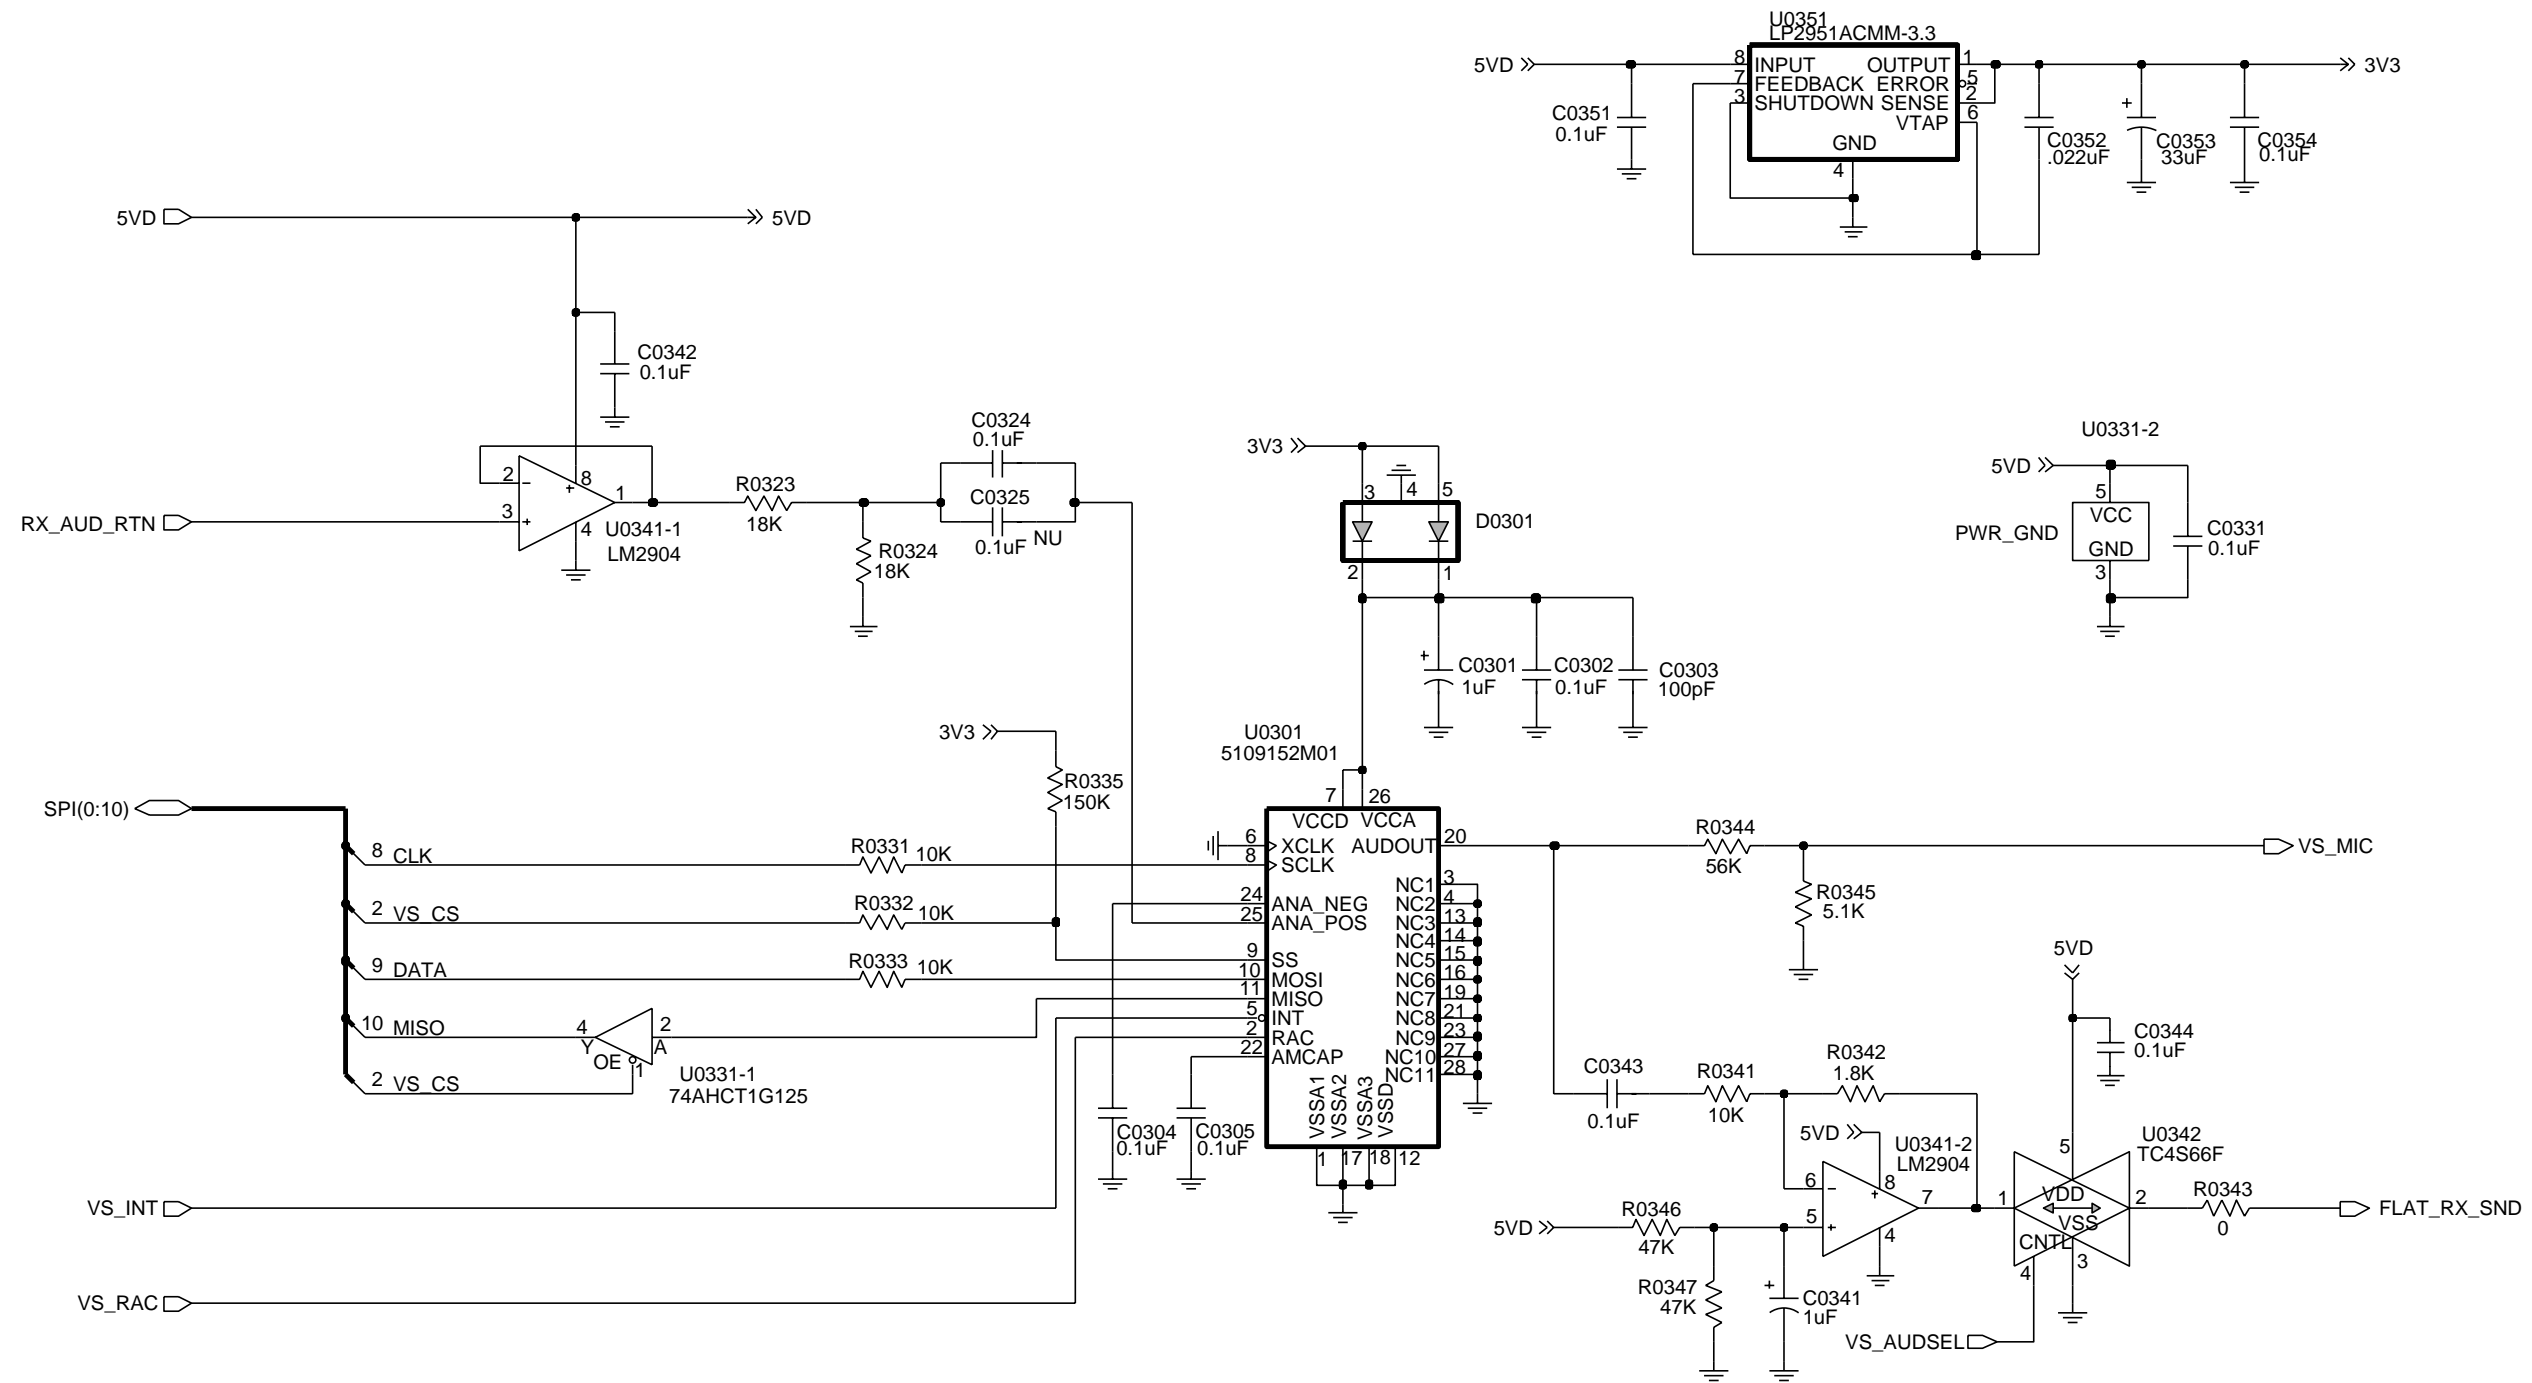 U0351
LP2951ACMM-3.3
5VD
8
7
3
INPUT
FEEDBACK
SHUTDOWN
OUTPUT
ERROR
SENSE
VTAP
GND
4
1
5
2
6
3V3
C0351
0.1uF
C0352
.022uF
+
C0353
33uF
C0354
0.1uF
5VD
5VD
C0342
0.1uF
RX_AUD_RTN
2
3
-
+
+
8
4
1
U0341-1
LM2904
R0323
18K
R0324
18K
C0324
0.1uF
C0325
0.1uF
NU
3V3
3
4
5
D0301
2
1
+
C0301
1uF
C0302
0.1uF
C0303
100pF
U0331-2
5VD
5
VCC
PWR_GND
GND
3
C0331
0.1uF
3V3
R0335
150K
U0301
5109152M01
7
26
VCCD
VCCA
SPI(0:10)
8 CLK
R0331 10K
2 VS_CS
R0332 10K
9 DATA
R0333 10K
10 MISO
4
Y
OE
1
2
A
2 VS_CS
U0331-1
74AHCT1G125
6 XCLK
8 SCLK
24 ANA_NEG
25 ANA_POS
9 SS
10 MOSI
11 MISO
5 INT
2 RAC
22 AMCAP
AUDOUT 20
NC1 3
NC2 4
NC3 13
NC4 14
NC5 15
NC6 16
NC7 19
NC8 21
NC9 23
NC10 27
NC11 28
VSSA1
VSSA2
VSSA3
VSSD
1
17
18
12
C0304
0.1uF
C0305
0.1uF
VS_INT
VS_RAC
R0344
56K
VS_MIC
R0345
5.1K
C0343
0.1uF
R0341
10K
R0342
1.8K
5VD
U0341-2
LM2904
6
5
-
+
+
8
4
7
5VD
R0346
47K
R0347
47K
+
C0341
1uF
5VD
C0344
0.1uF
U0342
TC4S66F
5
1
VDD
VSS
CNTL
2
3
4
R0343
0
FLAT_RX_SND
VS_AUDSEL